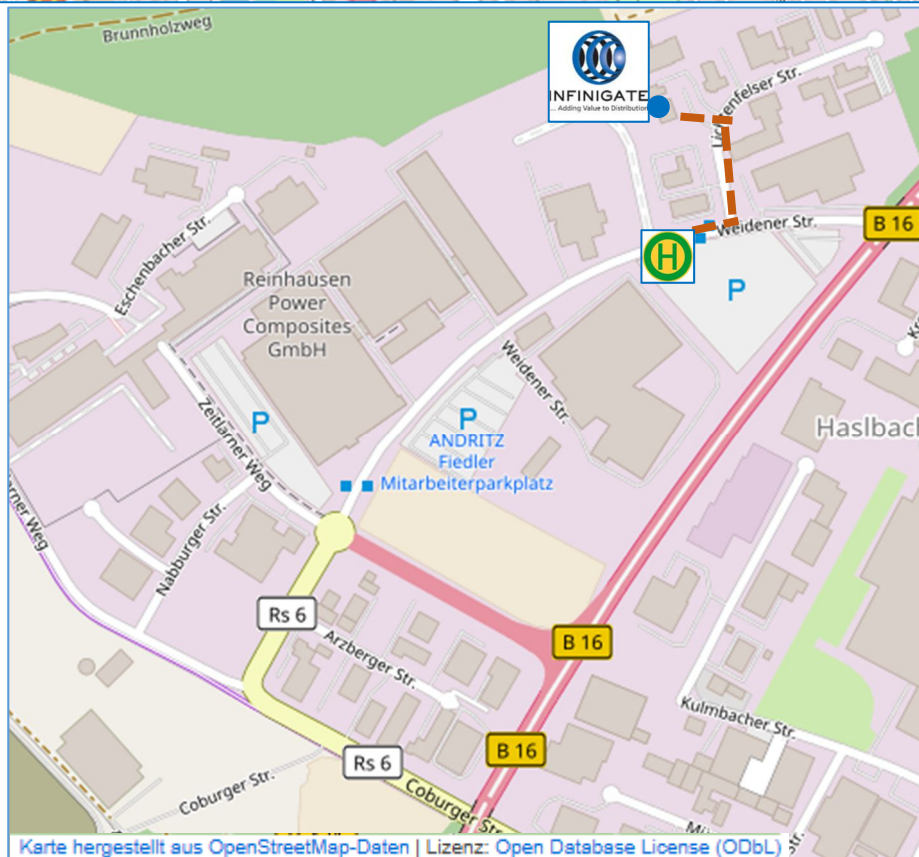 Brunnholzweg
INFINIGATE
... Adding Value to Distribution
Lichtenfelser Str.
Weidener Str.
B 16
H
P
Eschenbacher Str.
Reinhausen
Power
Composites
GmbH
Weidener Str.
P
P
ANDRITZ
Fiedler
Mitarbeiterparkplatz
Zeitlarner Weg
Haslbach
Nabburger Str.
Rs 6
B 16
Arzberger Str.
Kulmbacher Str.
B 16
Rs 6
Coburger Str.
Coburger Str.
Karte hergestellt aus OpenStreetMap-Daten | Lizenz: Open Database License (ODbL)